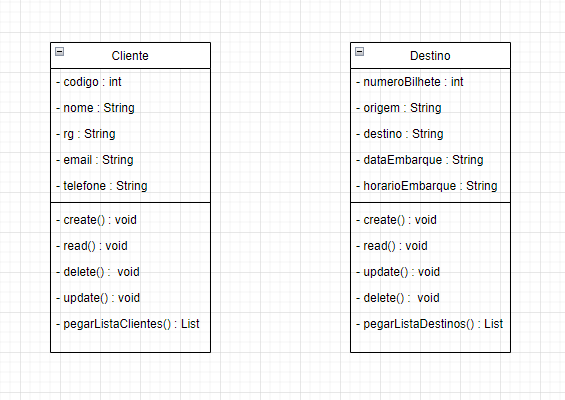 Cliente
- codigo : int
- nome : String
- rg : String
- email : String
- telefone : String
- create() : void
- read() : void
- delete() :  void
- update() : void
- pegarListaClientes() : List
Destino
- numeroBilhete : int
- origem : String
- destino : String
- dataEmbarque : String
- horarioEmbarque : String
- create() : void
- read() : void
- update() : void
- delete() :  void
- pegarListaDestinos() : List